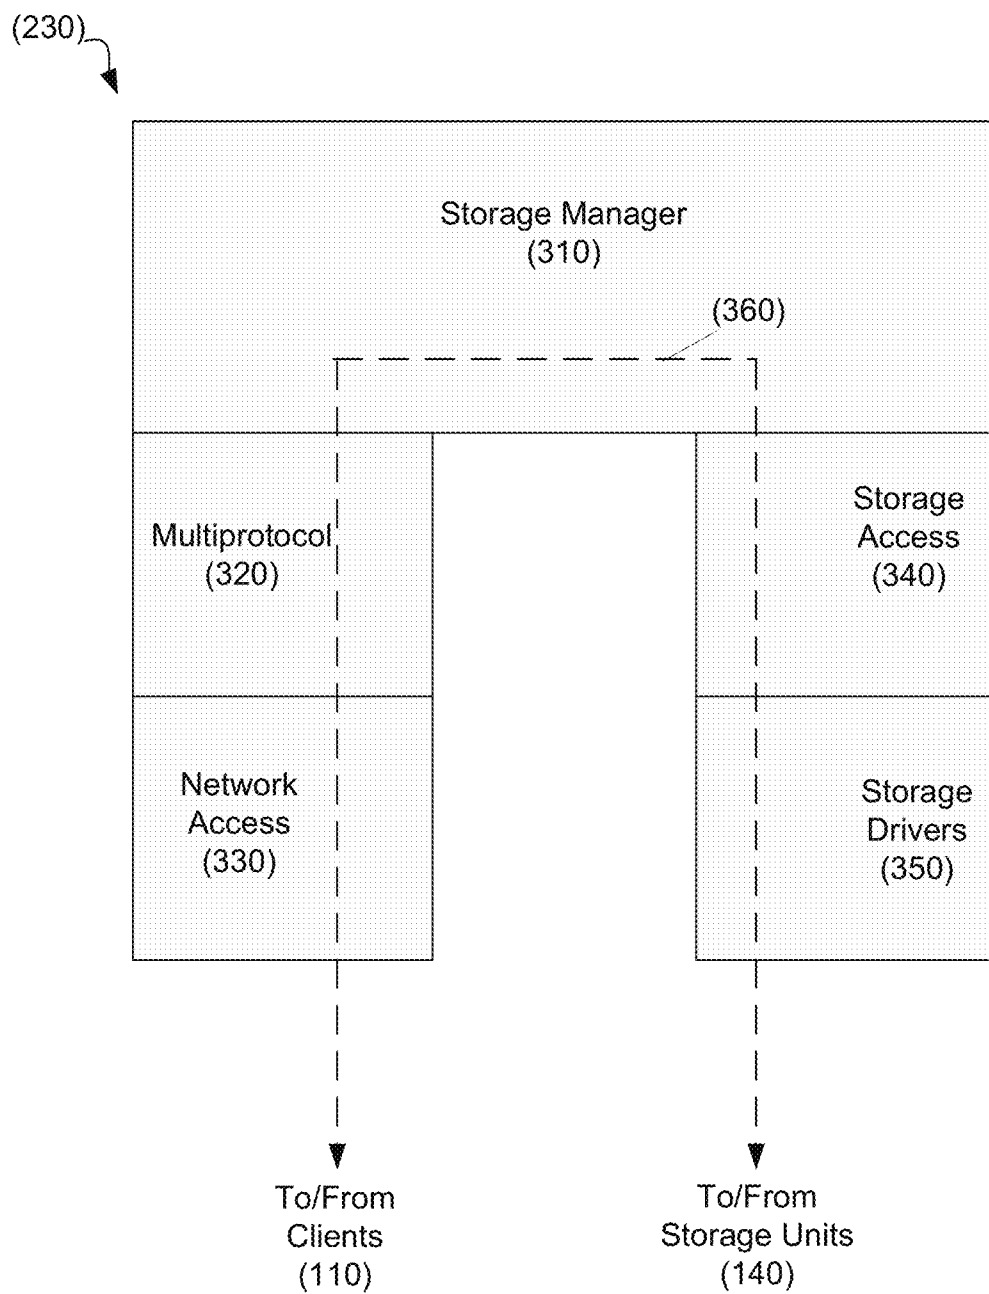 (230)
Storage Manager
(310)
(360)
Multiprotocol
(320)
Storage
Access
(340)
Network
Access
(330)
Storage
Drivers
(350)
To/From
Clients
(110)
To/From
Storage Units
(140)